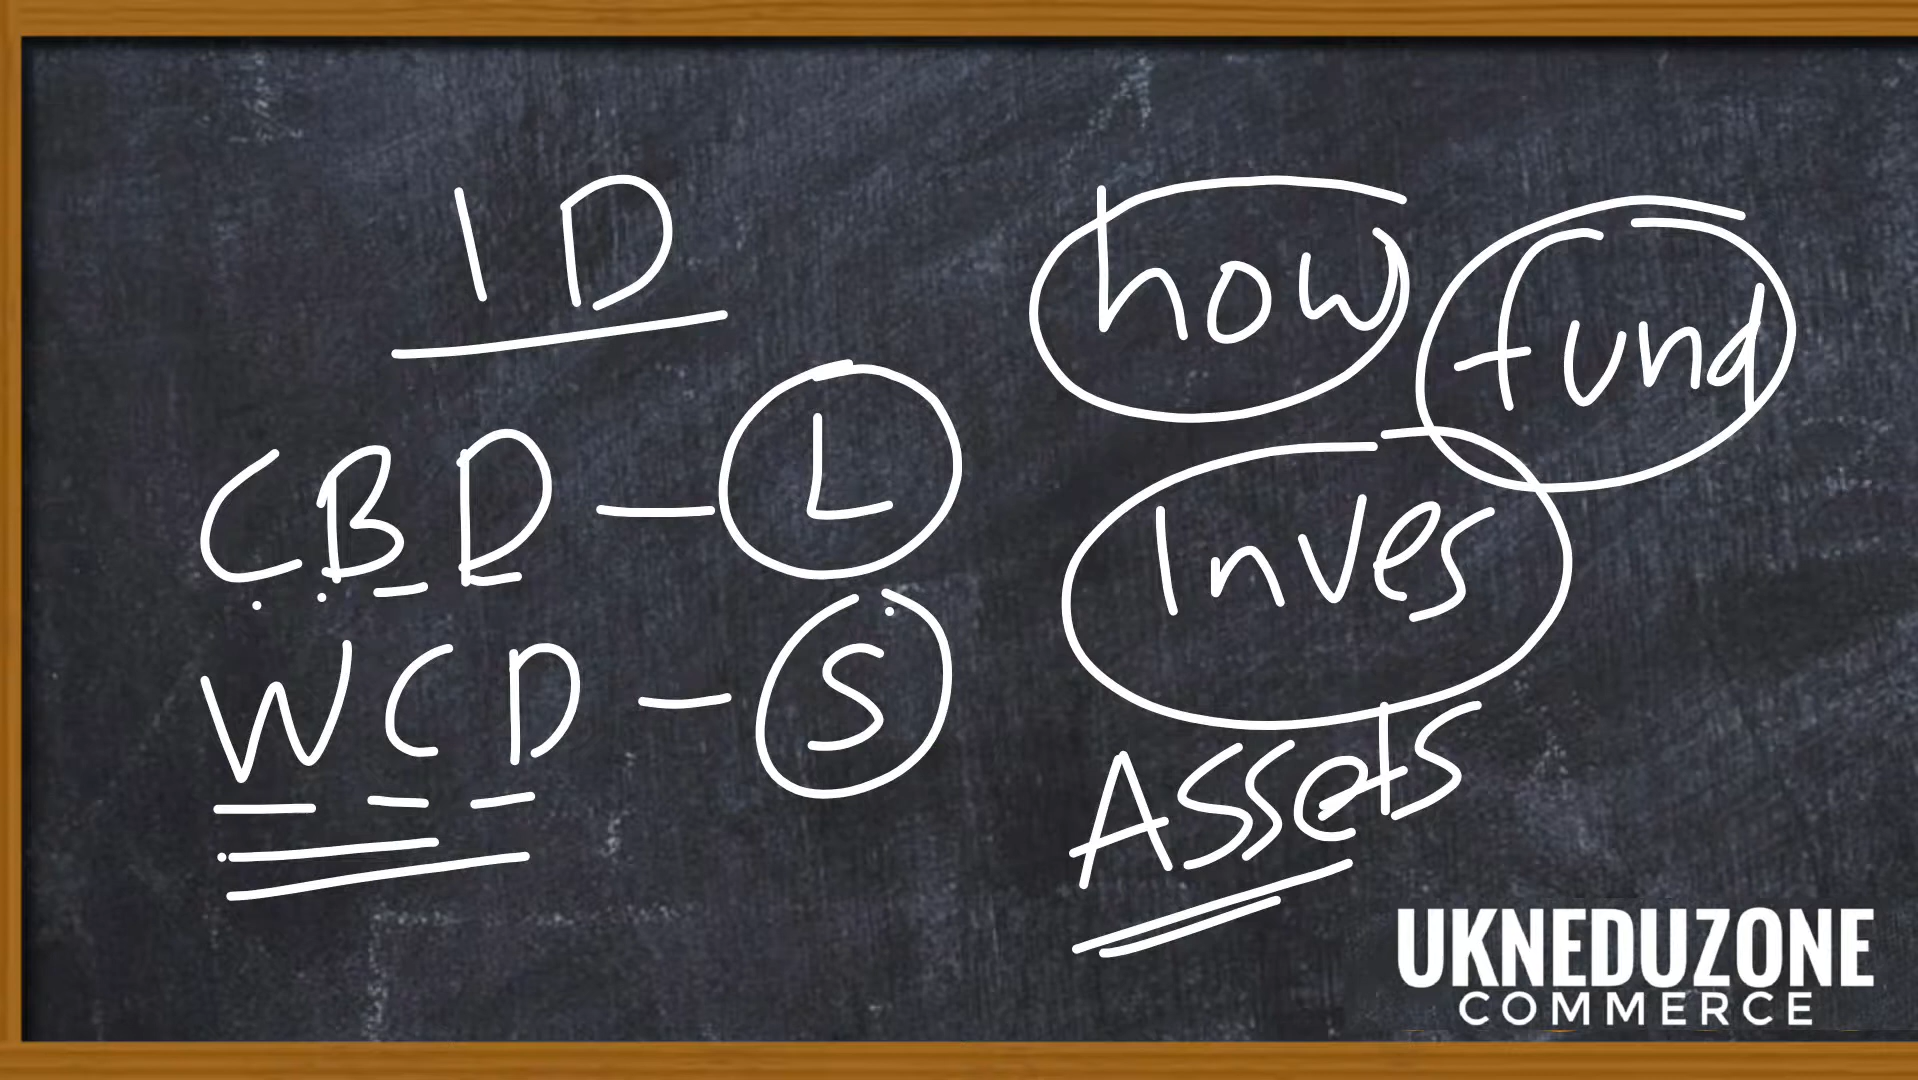 ID
CBD - L
WCD - S
how fund
Inves
Assets
UKNEDUZONE
COMMERCE